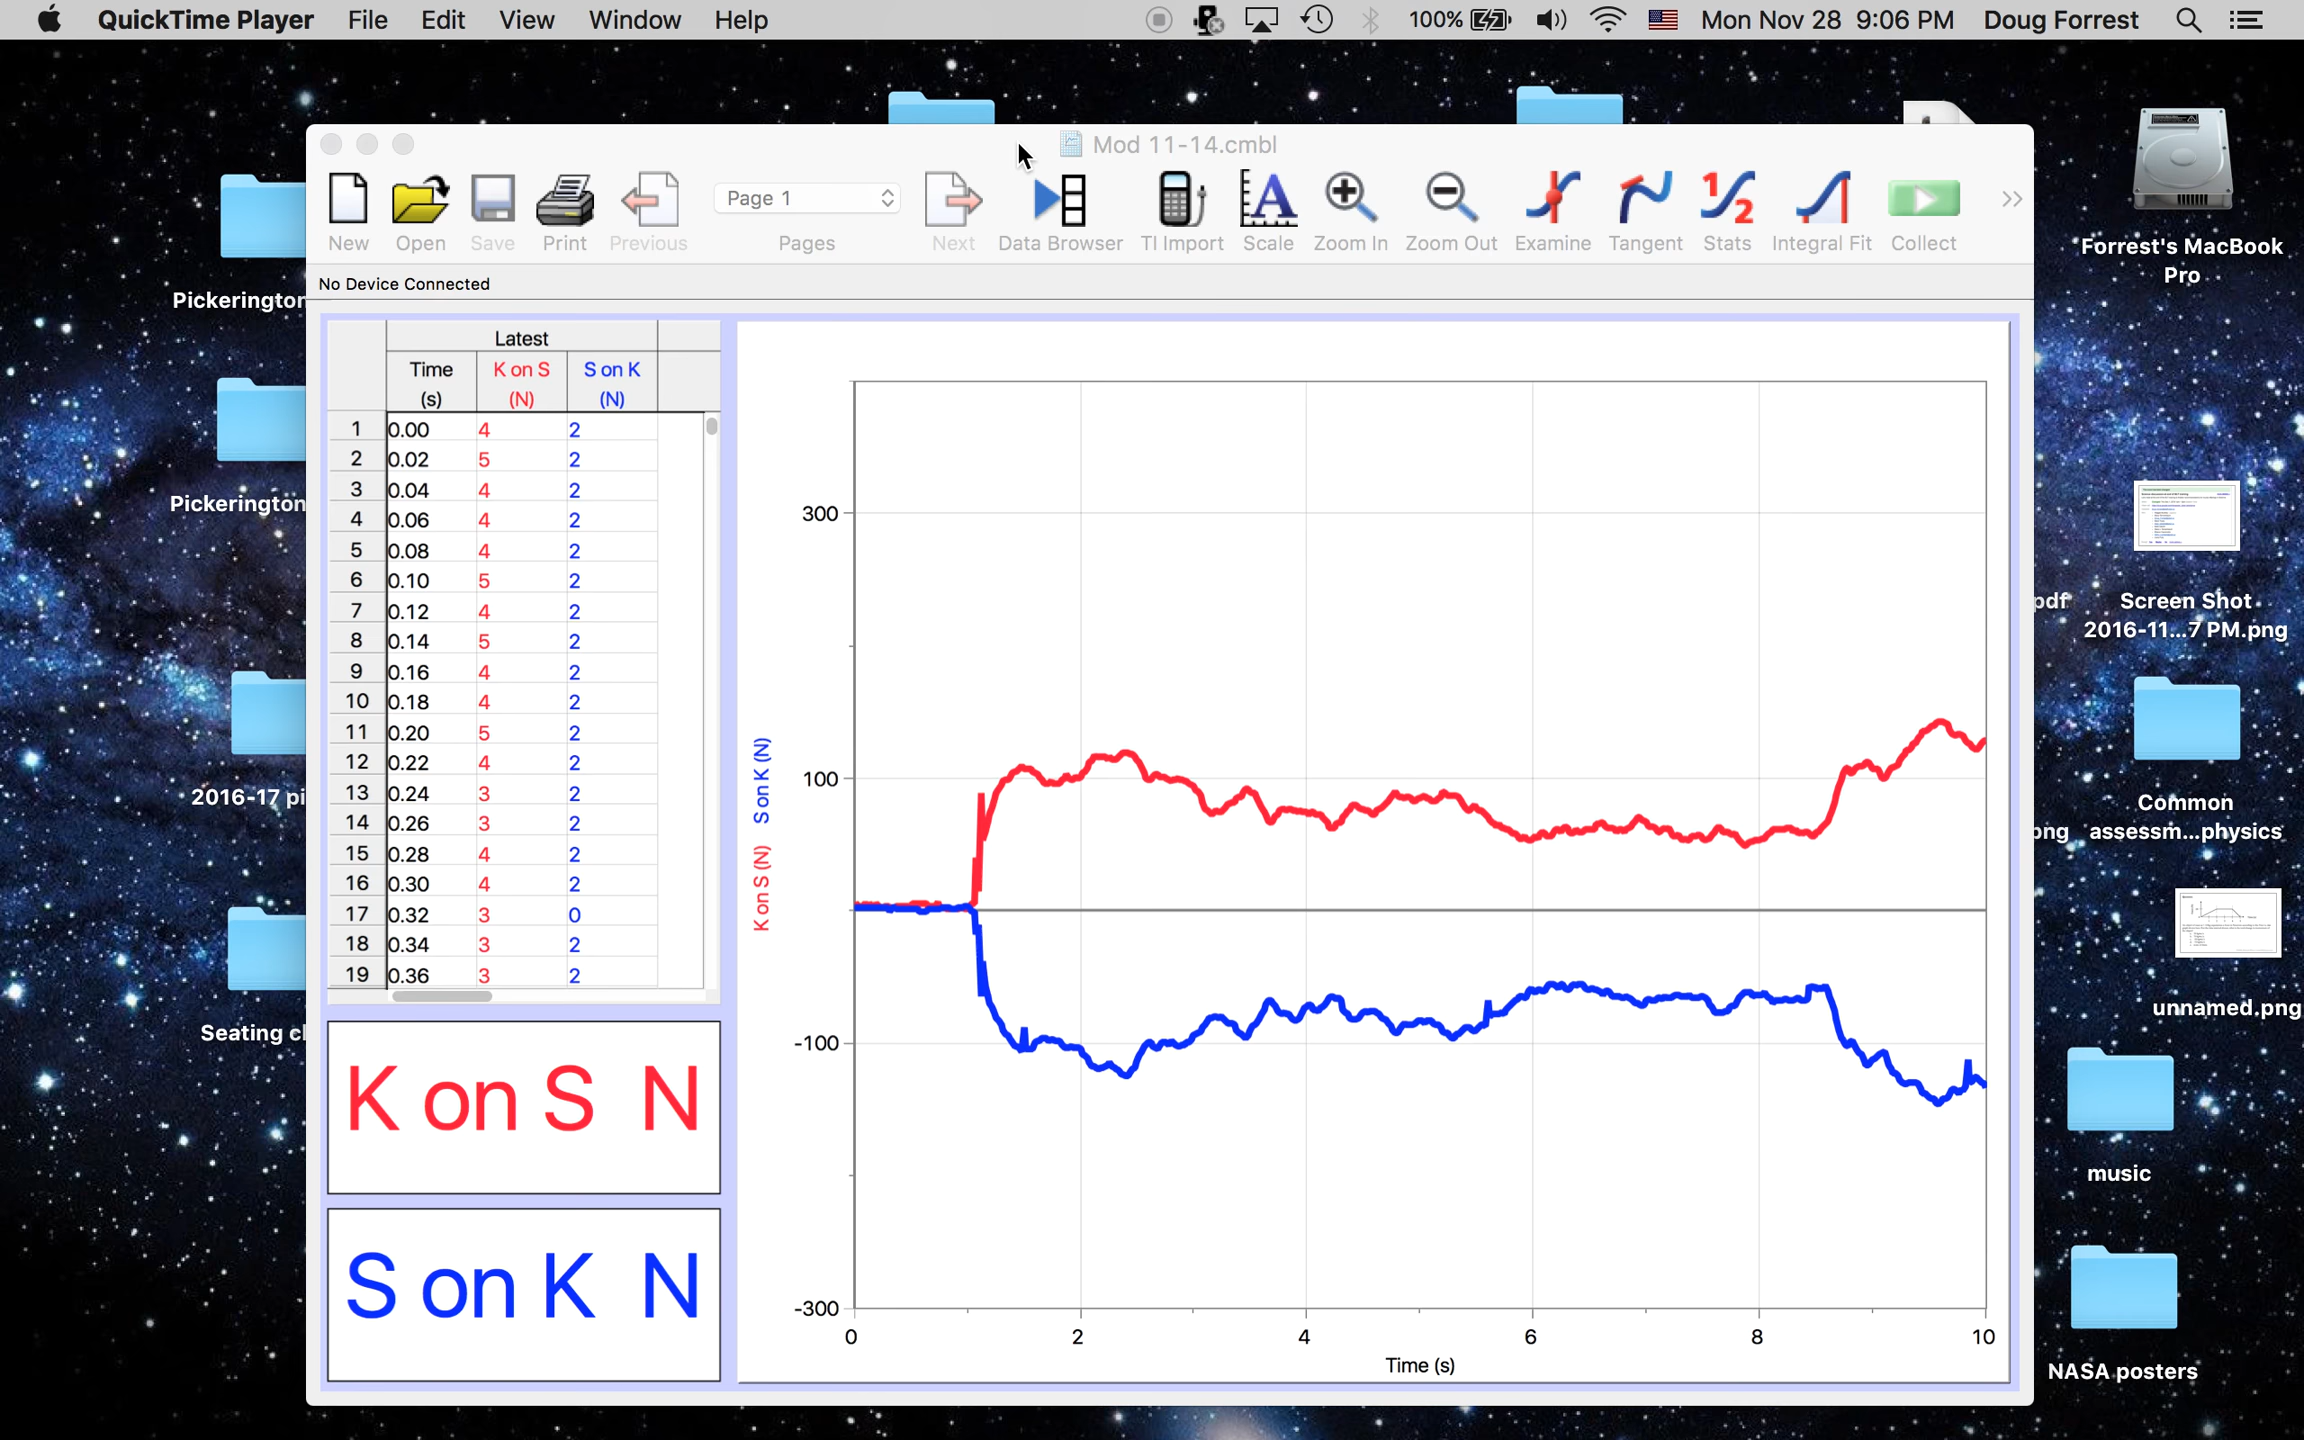 QuickTime Player File Edit View Window Help 100% Mon Nov 28 9:06 PM Doug Forrest
Mod 11-14.cmbl
Page 1
New Open Save Print Previous Pages Next Data Browser TI Import Scale Zoom In Zoom Out Examine Tangent Stats Integral Fit Collect
No Device Connected
Latest
Time K on S S on K
(s) (N) (N)
1 0.00 4 2
2 0.02 5 2
3 0.04 4 2
4 0.06 4 2
5 0.08 4 2
6 0.10 5 2
7 0.12 4 2
8 0.14 5 2
9 0.16 4 2
10 0.18 4 2
11 0.20 5 2
12 0.22 4 2
13 0.24 3 2
14 0.26 3 2
15 0.28 4 2
16 0.30 4 2
17 0.32 3 0
18 0.34 3 2
19 0.36 3 2
K on S N
S on K N
K on S (N) S on K (N)
300
100
-100
-300
0 2 4 6 8 10
Time (s)
Pickerington
Pickerington
2016-17 pi
Seating cl
Forrest's MacBook
Pro
pdf
Screen Shot
2016-11...7 PM.png
Common
assessm...physics
png
unnamed.png
music
NASA posters